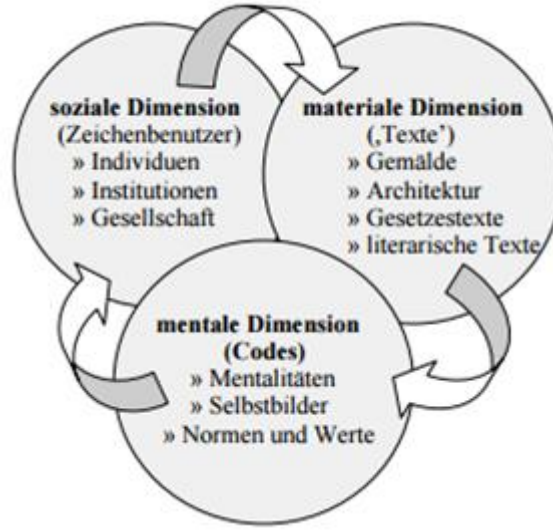 soziale Dimension
(Zeichenbenutzer)
» Individuen
» Institutionen
» Gesellschaft
materiale Dimension
(‚Texte’)
» Gemälde
» Architektur
» Gesetzestexte
» literarische Texte
mentale Dimension
(Codes)
» Mentalitäten
» Selbstbilder
» Normen und Werte